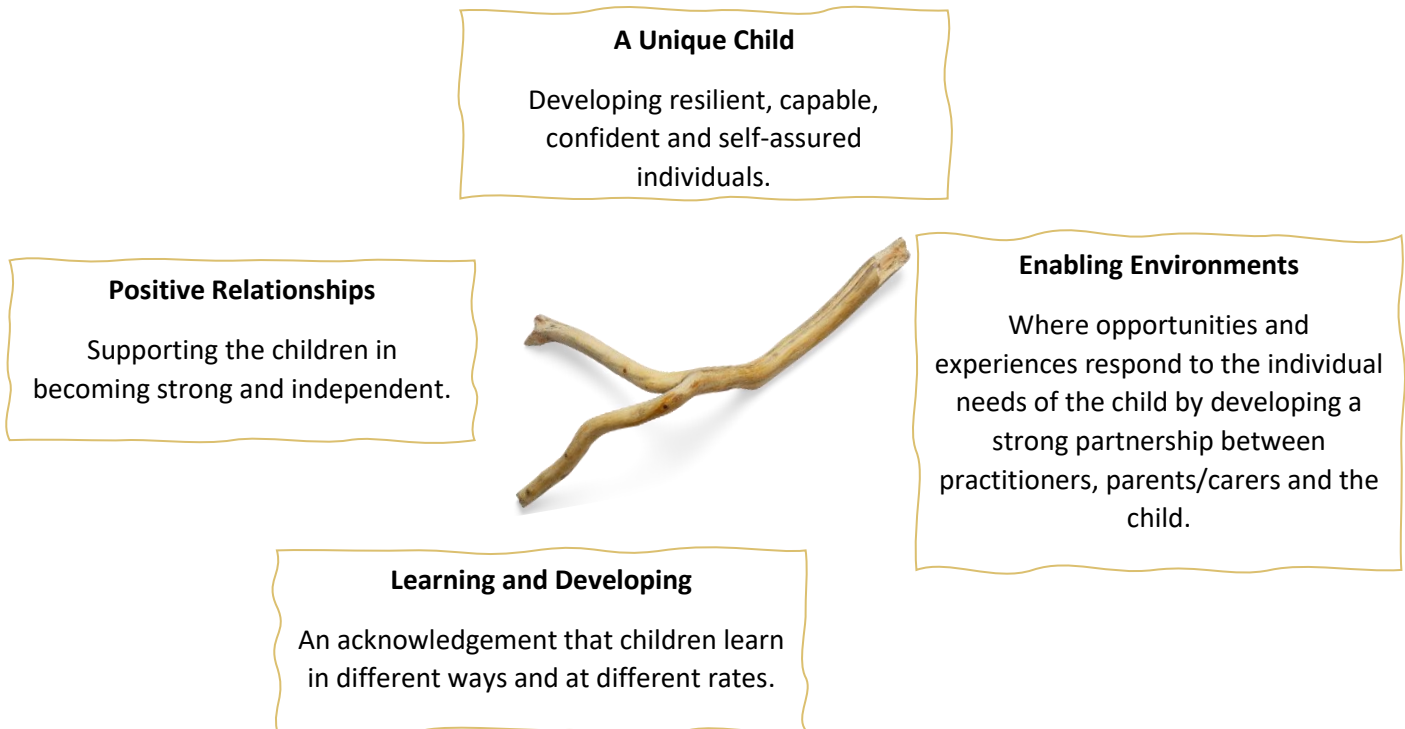 A Unique Child
Developing resilient, capable,
confident and self-assured
individuals.
Positive Relationships
Supporting the children in
becoming strong and independent.
Enabling Environments
Where opportunities and
experiences respond to the individual
needs of the child by developing a
strong partnership between
practitioners, parents/carers and the
child.
Learning and Developing
An acknowledgement that children learn
in different ways and at different rates.